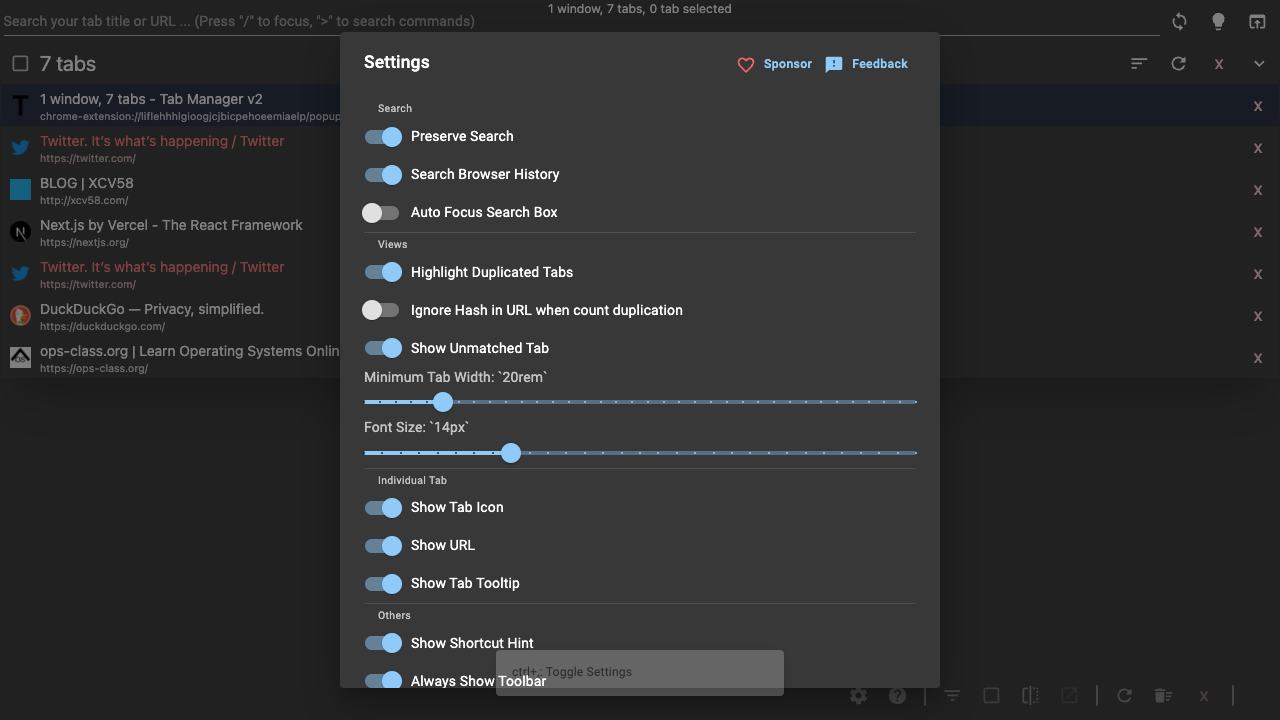 1 window, 7 tabs, 0 tab selected
Search your tab title or URL ... (Press "/" to focus, ">" to search commands)
7 tabs
x
1 window, 7 tabs - Tab Manager v2
chrome-extension://liflehhhlgioogjcjbicpehoeemiaelp/popup
x
Twitter. It's what's happening / Twitter
https://twitter.com/
x
BLOG | XCV58
http://xcv58.com/
x
Next.js by Vercel - The React Framework
https://nextjs.org/
x
Twitter. It's what's happening / Twitter
https://twitter.com/
x
DuckDuckGo — Privacy, simplified.
https://duckduckgo.com/
x
ops-class.org | Learn Operating Systems Onlin
https://ops-class.org/
x
Settings
Sponsor
Feedback
Search
Preserve Search
Search Browser History
Auto Focus Search Box
Views
Highlight Duplicated Tabs
Ignore Hash in URL when count duplication
Show Unmatched Tab
Minimum Tab Width: `20rem`
Font Size: `14px`
Individual Tab
Show Tab Icon
Show URL
Show Tab Tooltip
Others
Show Shortcut Hint
Always Show Toolbar
ctrl+,: Toggle Settings
x